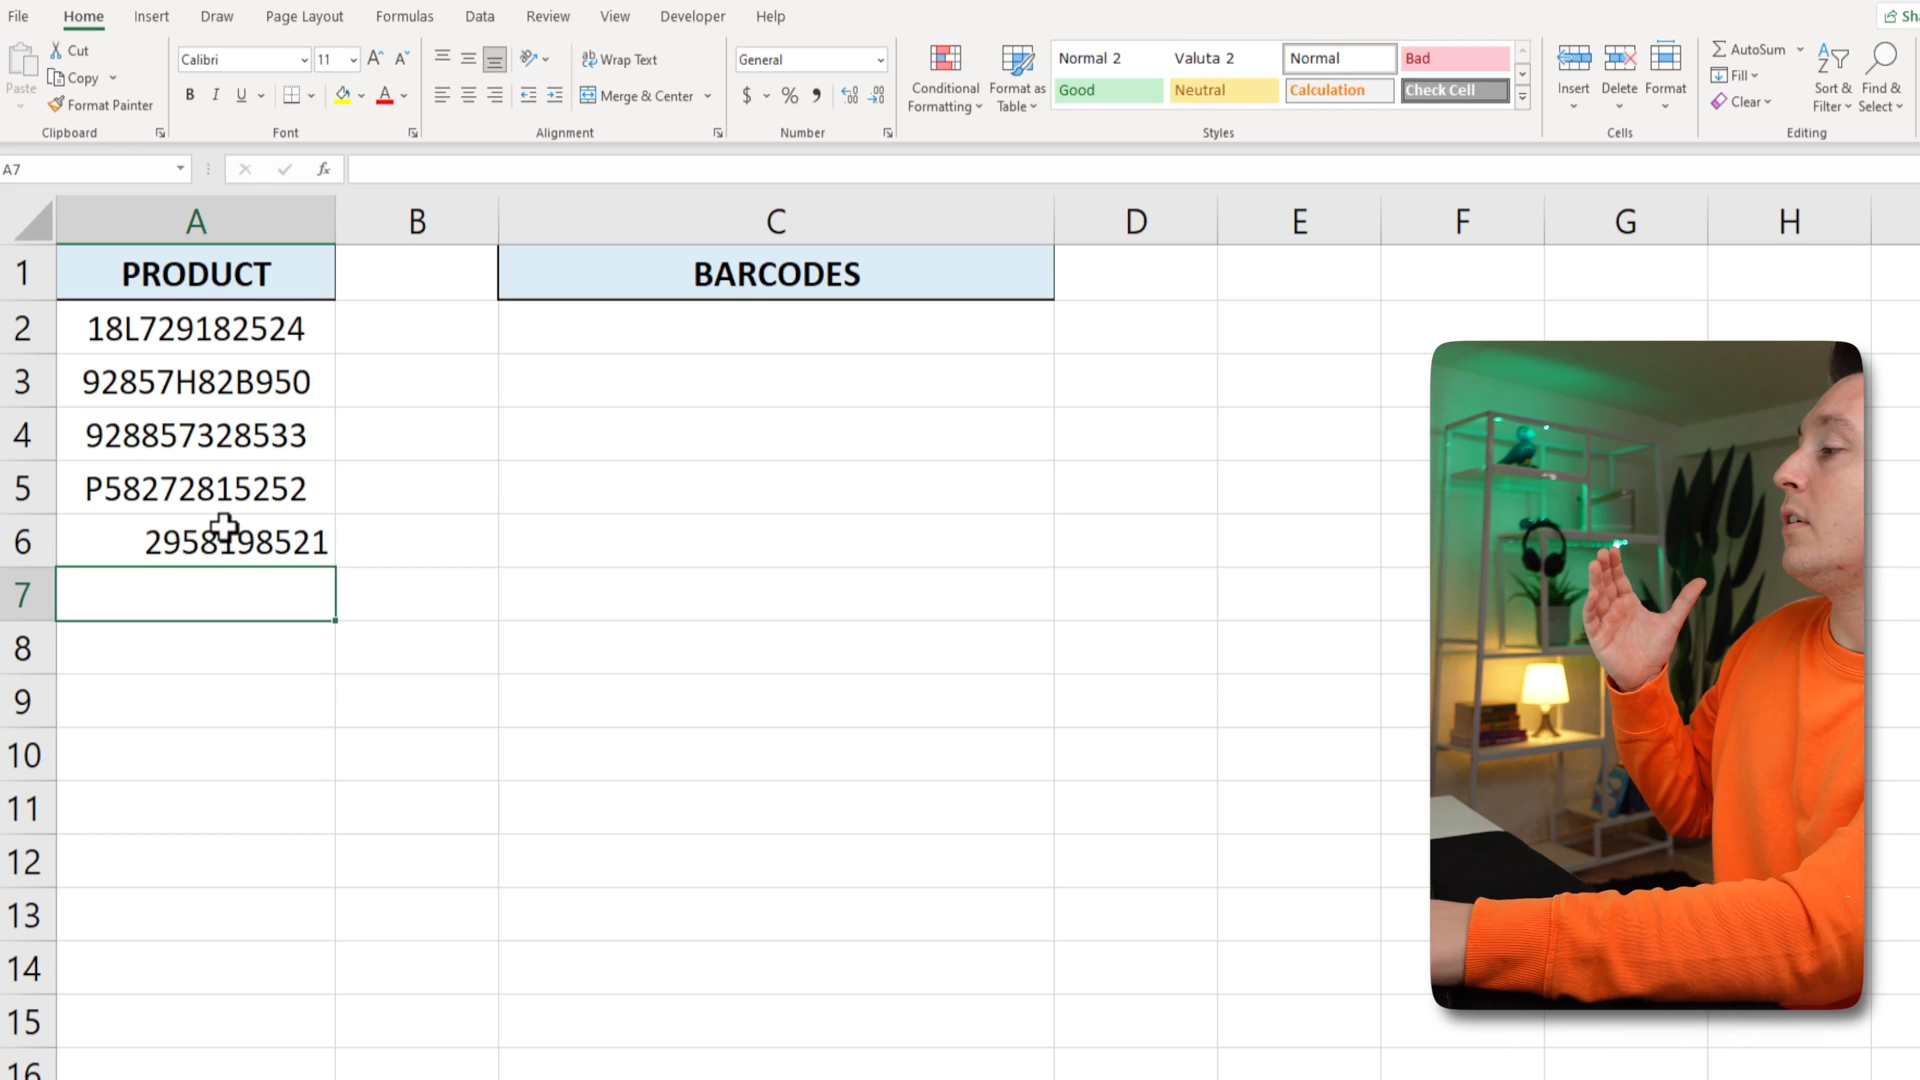 File Home Insert Draw Page Layout Formulas Data Review View Developer Help
Cut
Copy
Format Painter
Paste
Clipboard
Calibri 11
B I U
Font
Wrap Text
Merge & Center
Alignment
General
$ %
Number
Conditional Formatting
Format as Table
Normal 2 Valuta 2 Normal Bad
Good Neutral Calculation Check Cell
Styles
Insert Delete Format
Cells
AutoSum
Fill
Clear
Sort & Filter
Find & Select
Editing
A7 fx
A B C D E F G H
1 PRODUCT BARCODES
2 18L729182524
3 92857H82B950
4 928857328533
5 P58272815252
6 2958198521
7
8
9
10
11
12
13
14
15
16